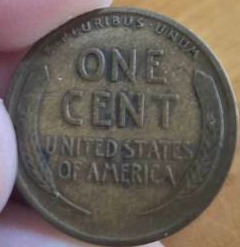 E PLURIBUS UNUM
ONE
CENT
UNITED STATES
OF AMERICA